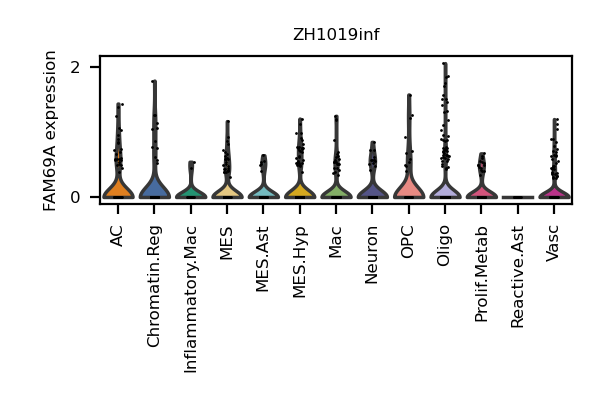 ZH1019inf
FAM69A expression
2
0
AC
Chromatin.Reg
Inflammatory.Mac
MES
MES.Ast
MES.Hyp
Mac
Neuron
OPC
Oligo
Prolif.Metab
Reactive.Ast
Vasc